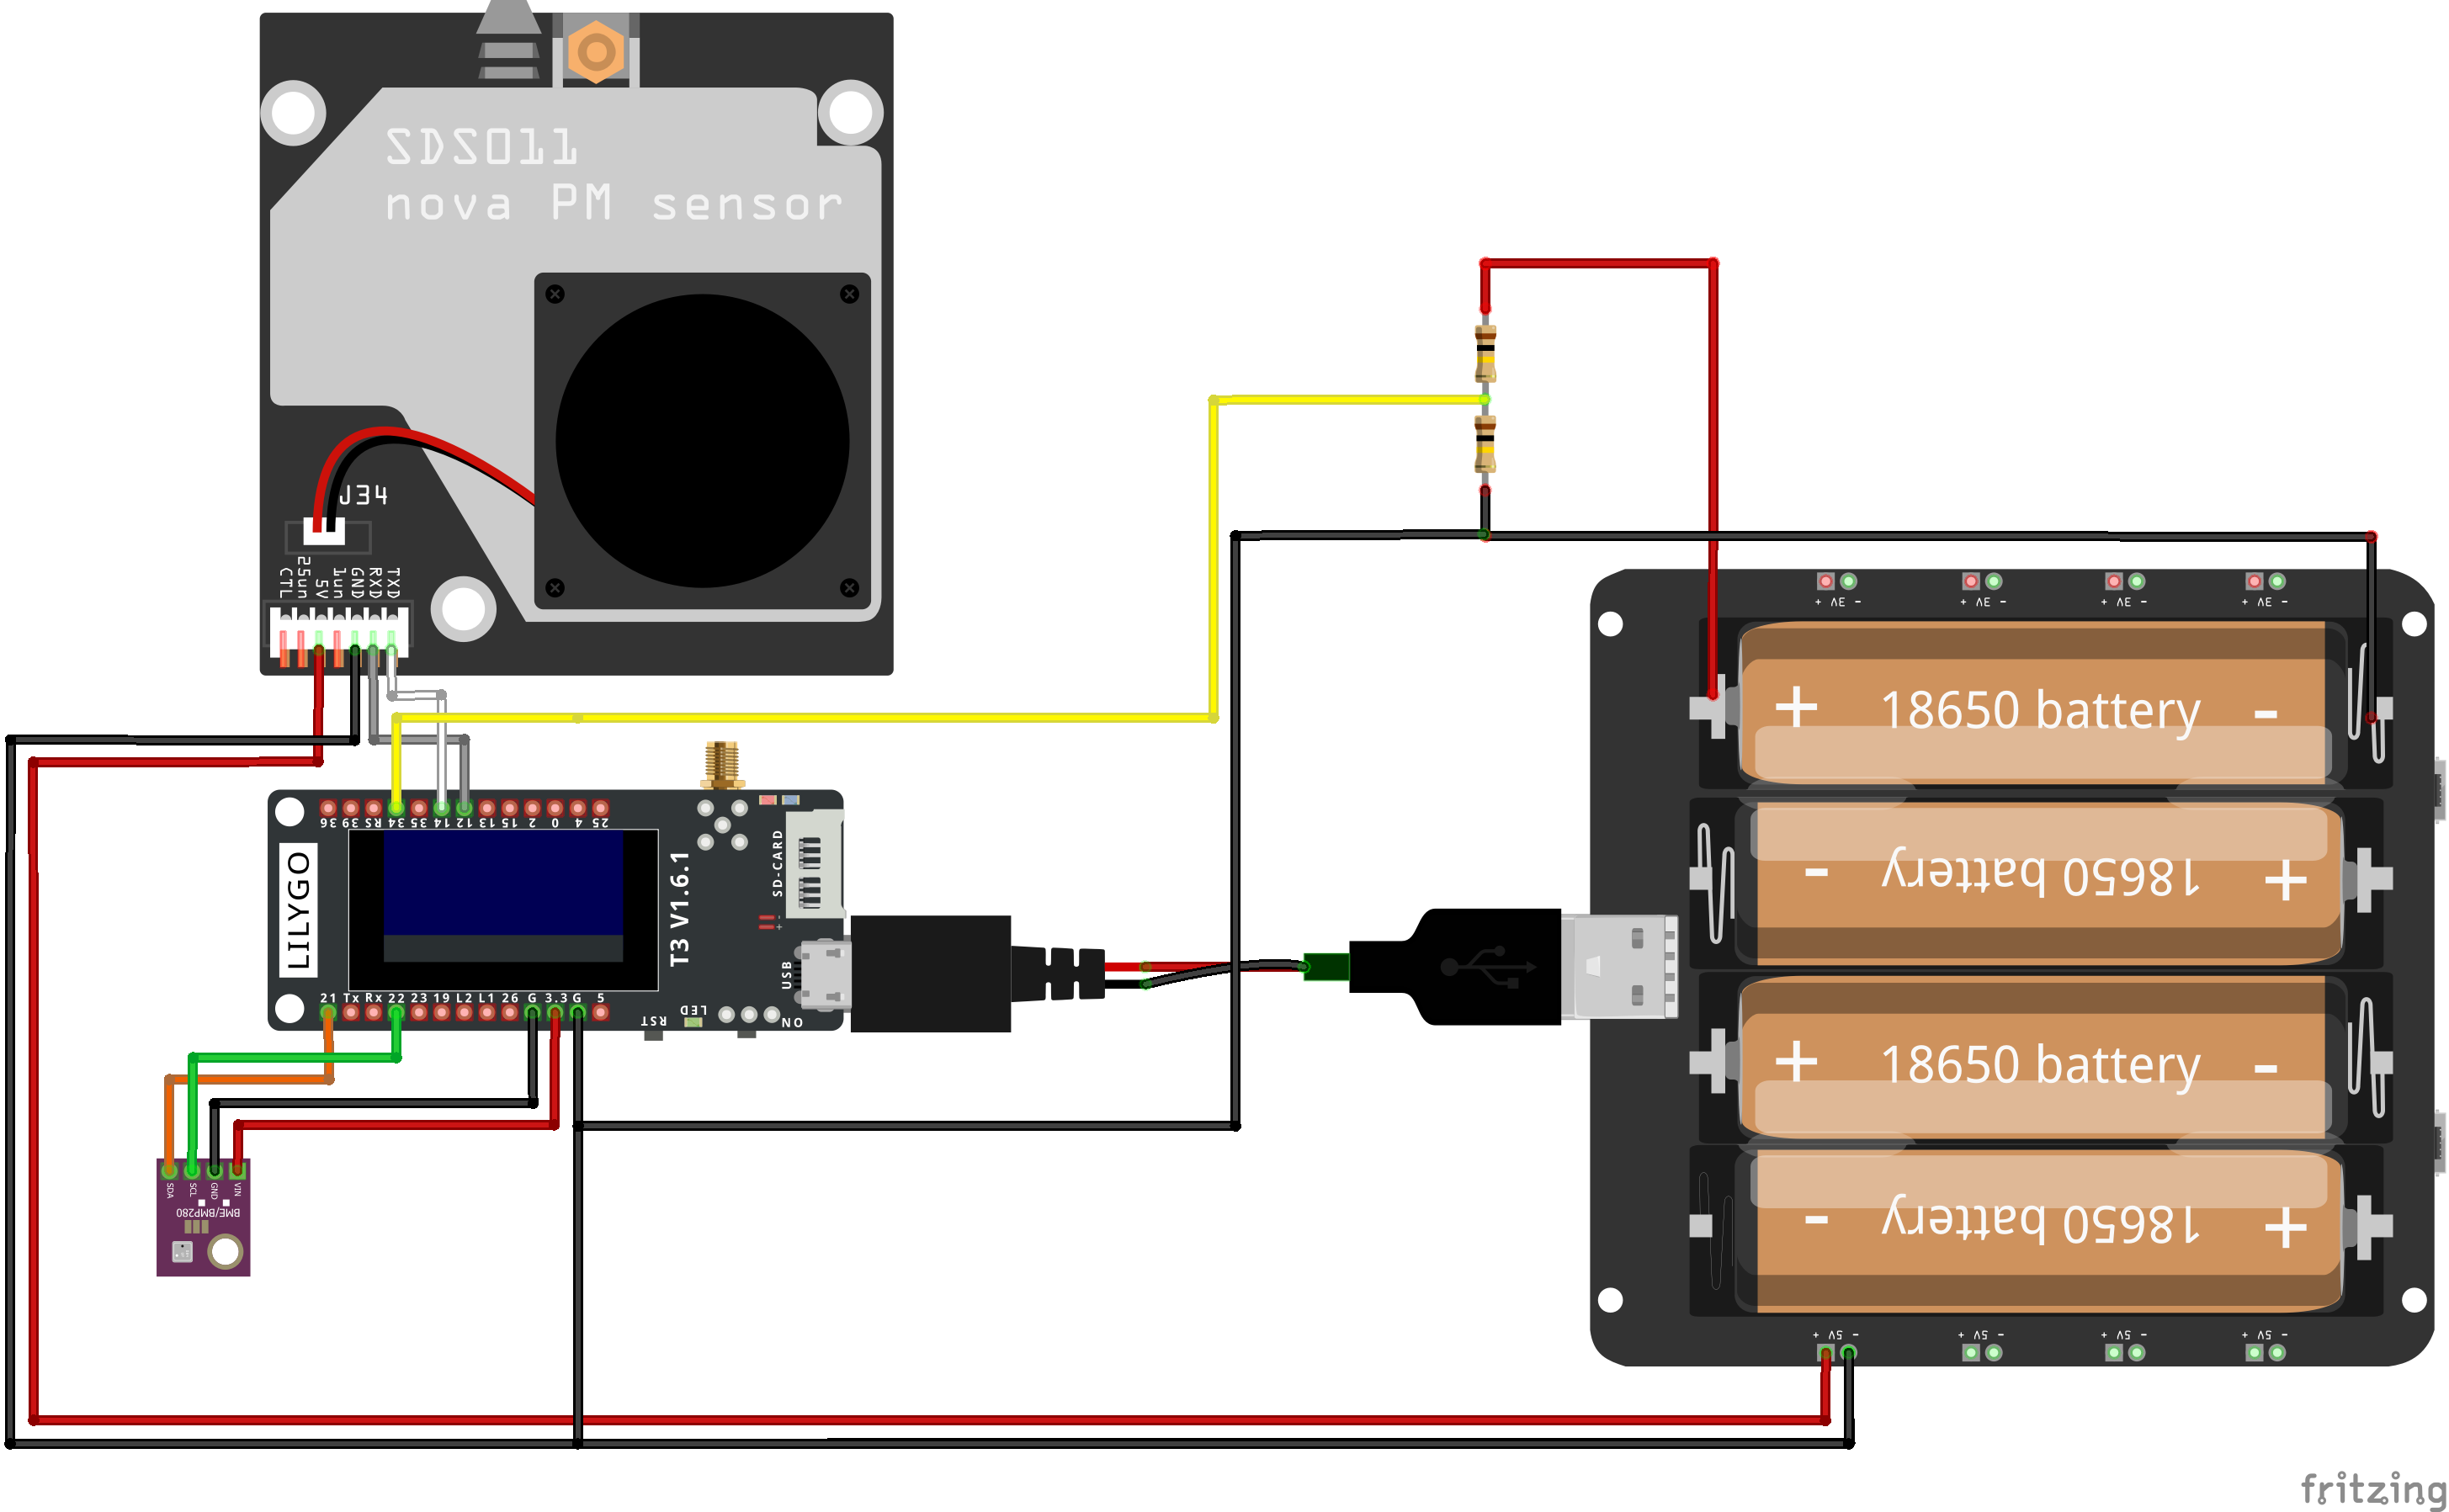 SDS011
nova PM sensor
J34
CTL
25um
5V
1um
GND
RXD
TXD
+ 3V -
+ 3V -
+ 3V -
+ 3V -
+ 18650 battery -
- 18650 battery +
+ 18650 battery -
- 18650 battery +
+ 5V -
+ 5V -
+ 5V -
+ 5V -
36 39 RS 34 35 14 12 13 15 2 0 4 25
LILYGO
T3 V1.6.1
SD-CARD
- +
USB
21 Tx Rx 22 23 19 L2 L1 26 G 3.3 G 5
RST
LED
ON
SDA
SCL
GND
VIN
BME/BMP280
fritzing